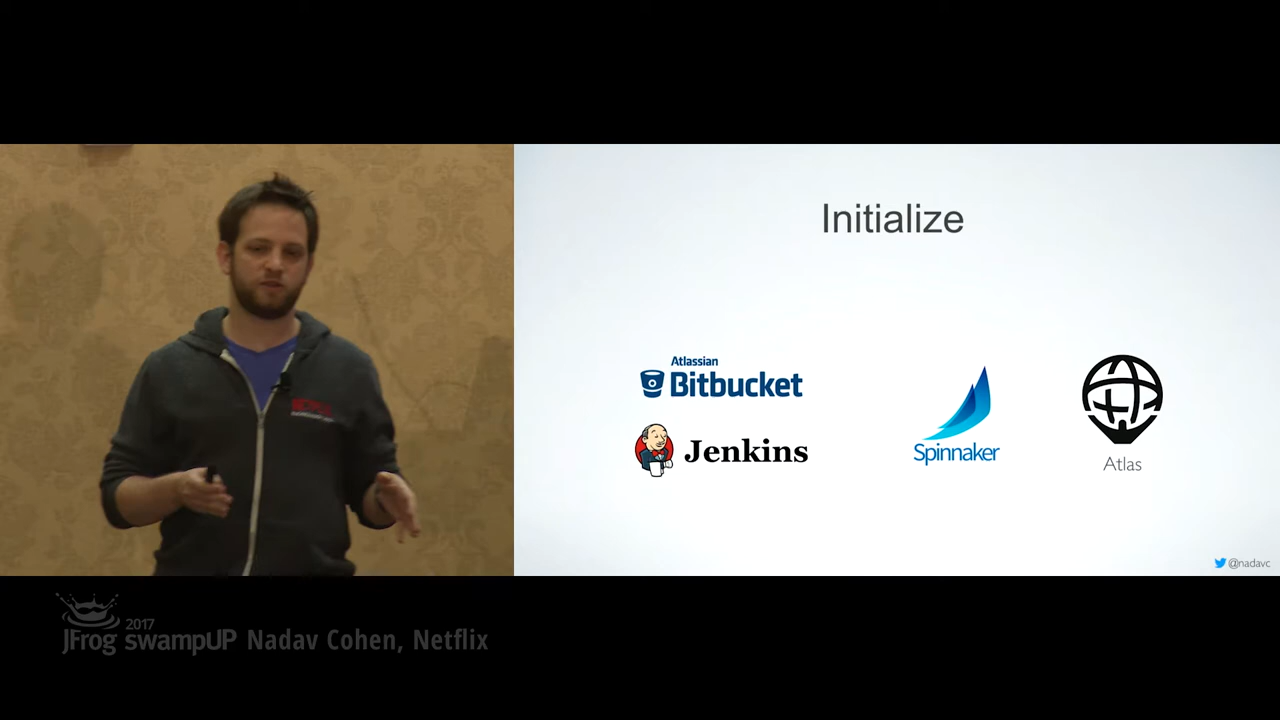 Initialize
Atlassian
Bitbucket
Jenkins
Spinnaker
Atlas
@nadavc
2017
JFrog swampUP Nadav Cohen, Netflix